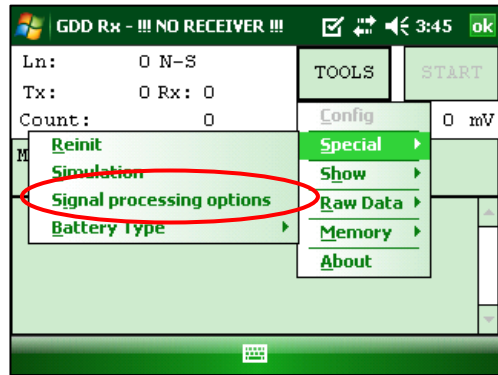 GDD Rx - !!! NO RECEIVER !!! 3:45 ok
Ln: 0 N-S
TOOLS START
Tx: 0 Rx: 0
Count: 0
Config 0 mV
M
Reinit
Special
Simulation
Show
Signal processing options
Raw Data
Battery Type
Memory
About